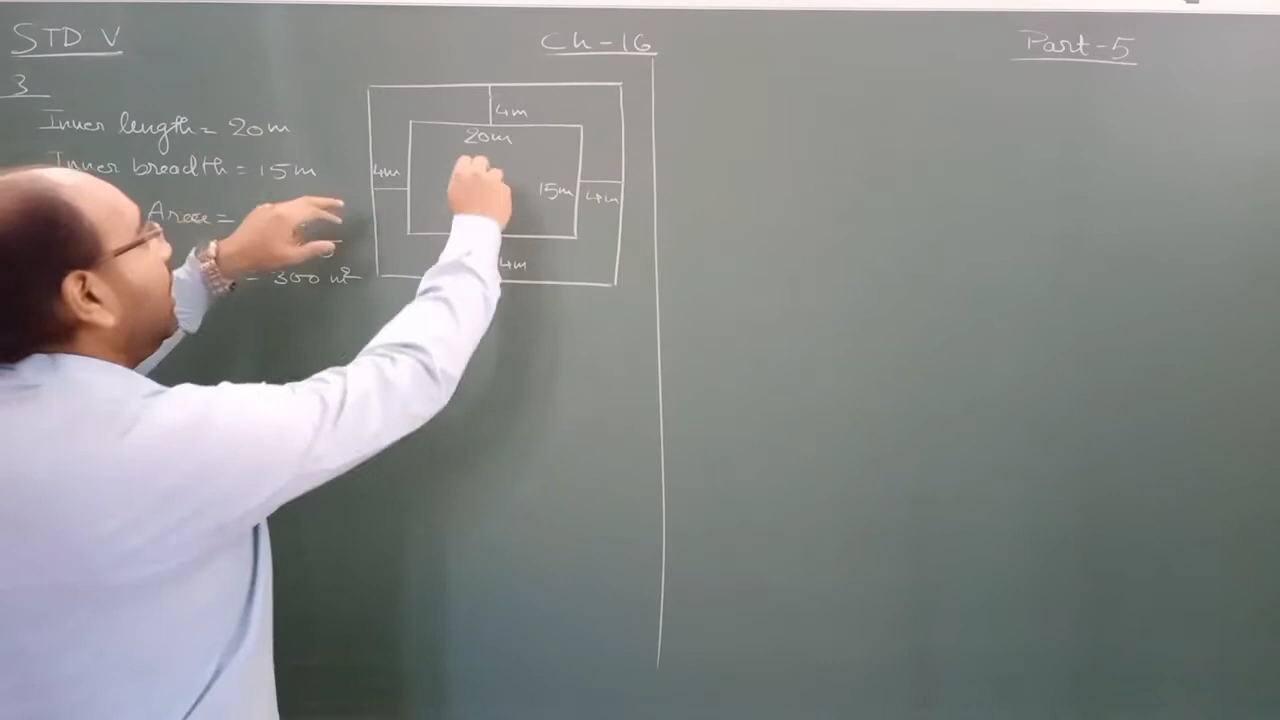 STD V
Ch-16
Part-5
3
Inner length = 20m
Inner breadth = 15m
Area =
= 300 m²
4m
20m
4m
15m
4m
4m